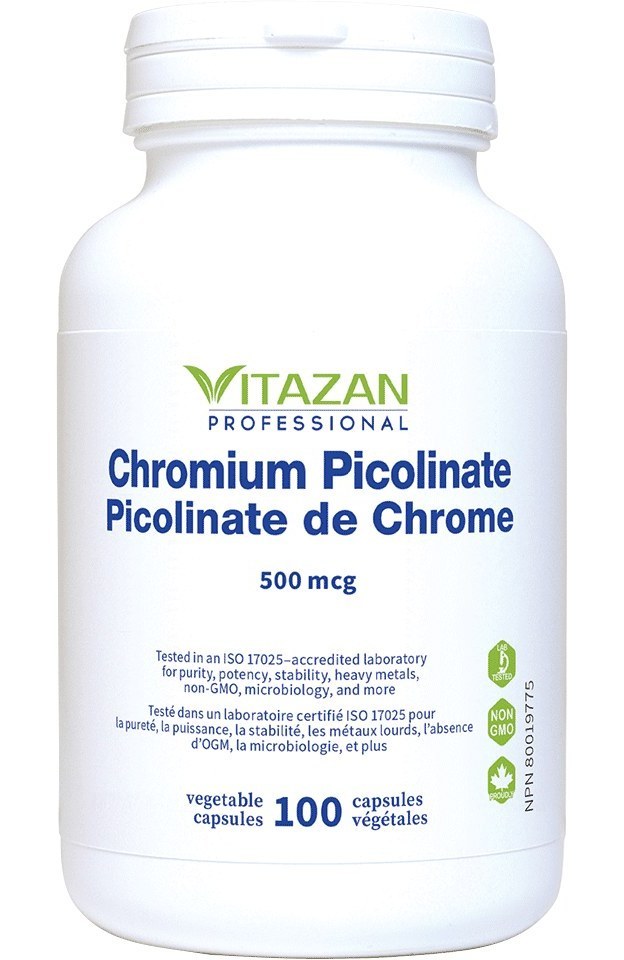 VITAZAN
PROFESSIONAL
Chromium Picolinate
Picolinate de Chrome
500 mcg
Tested in an ISO 17025–accredited laboratory
for purity, potency, stability, heavy metals,
non-GMO, microbiology, and more
Testé dans un laboratoire certifié ISO 17025 pour
la pureté, la puissance, la stabilité, les métaux lourds, l'absence
d'OGM, la microbiologie, et plus
vegetable capsules 100 capsules végétales
LAB
TESTED
NON
GMO
PROUDLY
NPN 80019775